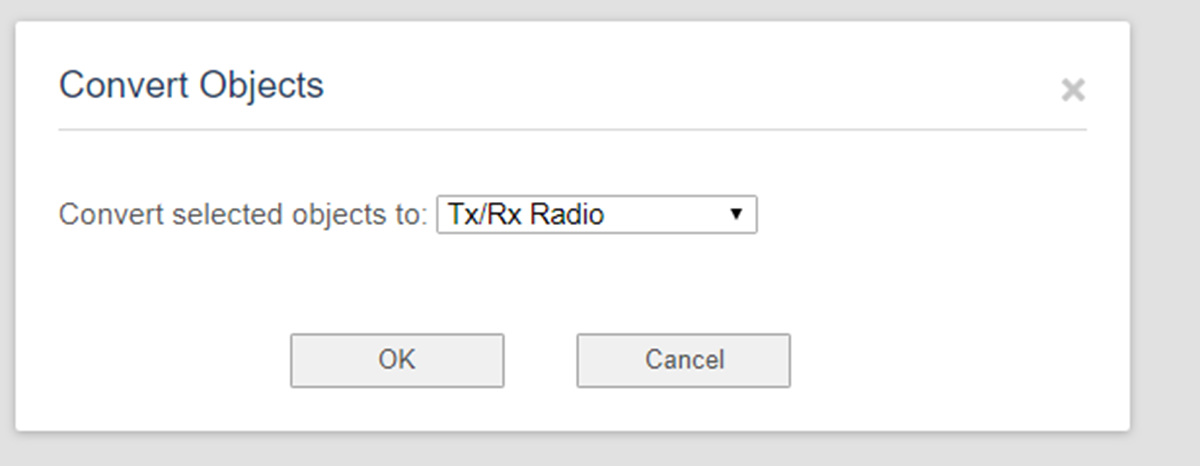 Convert Objects
Convert selected objects to: Tx/Rx Radio
OK Cancel